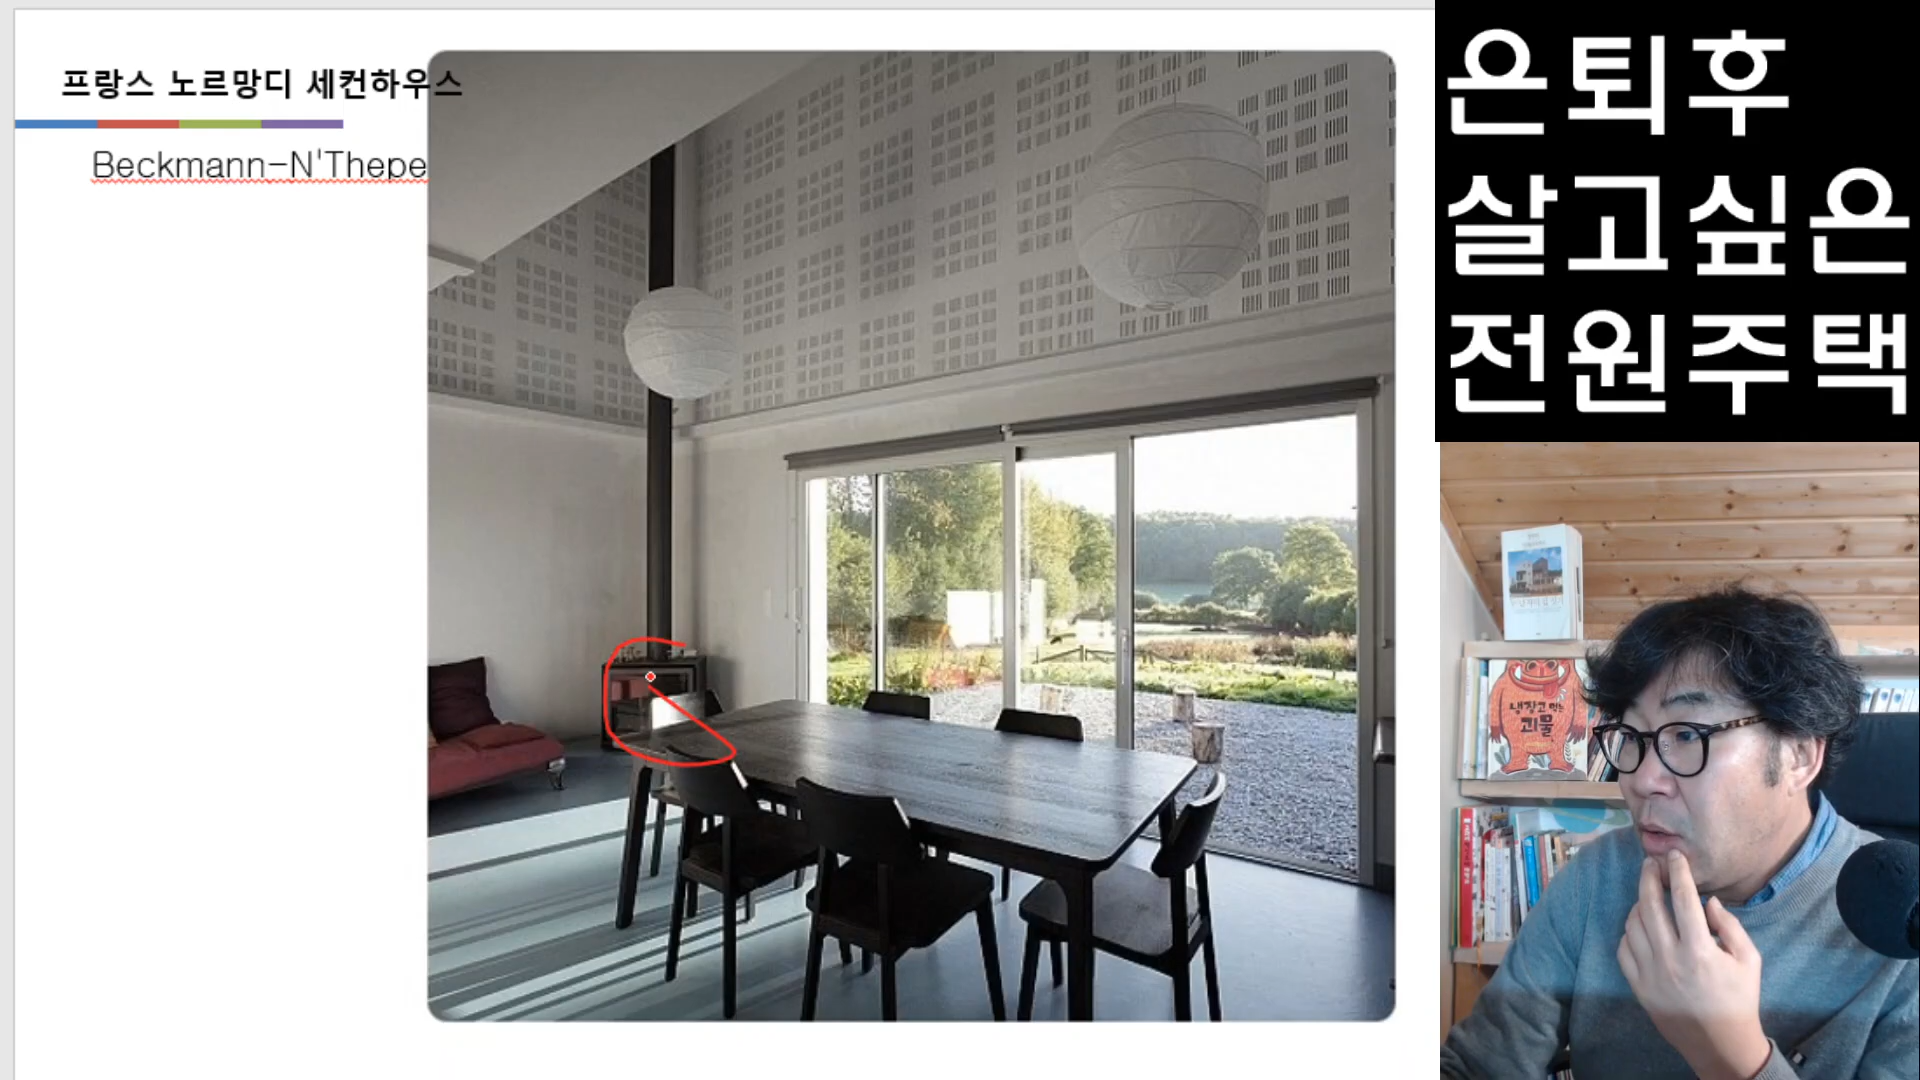 프랑스 노르망디 세컨하우스
Beckmann-N'Thepe
은퇴후
살고싶은
전원주택
냉장고 먹는
괴물